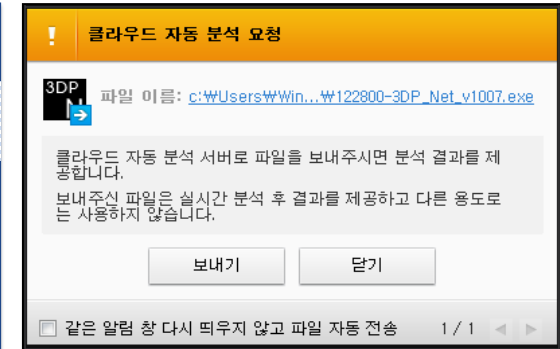 ! 클라우드 자동 분석 요청
3DP
N
파일 이름: c:₩Users₩Win...₩122800-3DP_Net_v1007.exe
클라우드 자동 분석 서버로 파일을 보내주시면 분석 결과를 제
공합니다.
보내주신 파일은 실시간 분석 후 결과를 제공하고 다른 용도로
는 사용하지 않습니다.
보내기 닫기
같은 알림 창 다시 띄우지 않고 파일 자동 전송 1 / 1